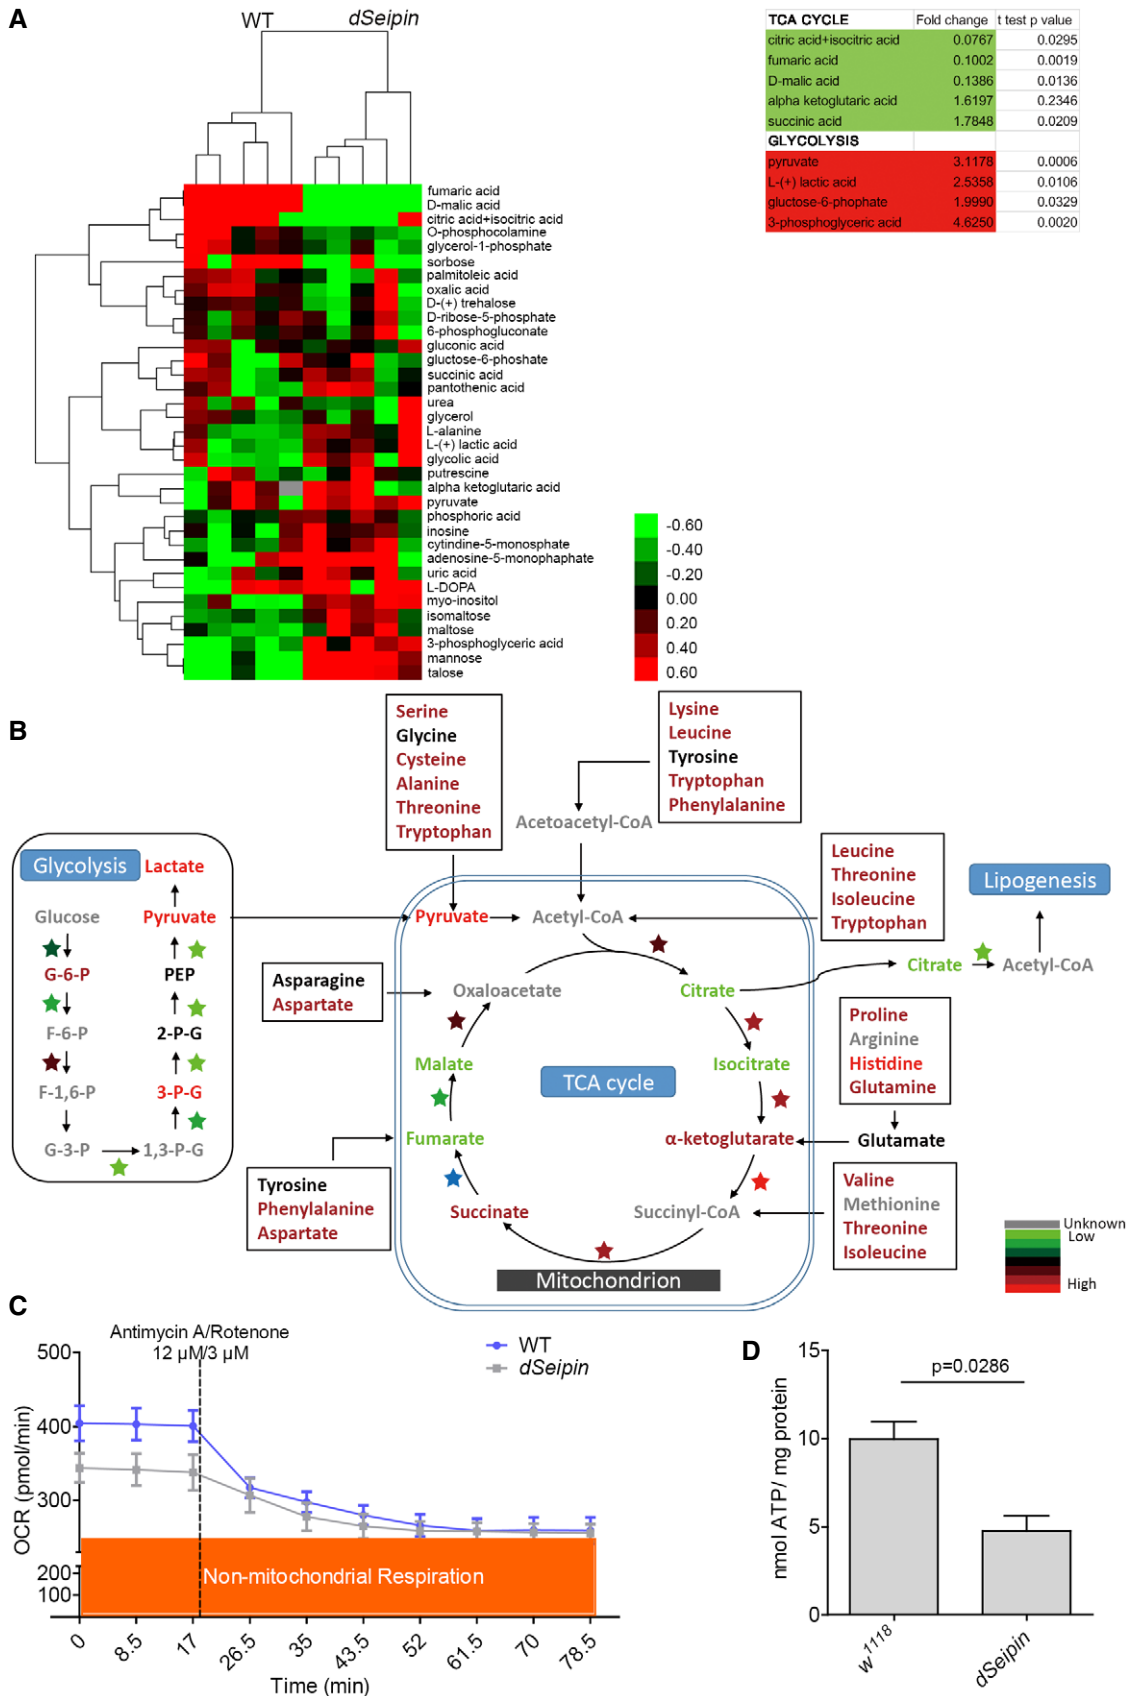 A
WT
dSeipin
TCA CYCLE Fold change t test p value
citric acid+isocitric acid 0.0767 0.0295
fumaric acid 0.1002 0.0019
D-malic acid 0.1386 0.0136
alpha ketoglutaric acid 1.6197 0.2346
succinic acid 1.7848 0.0209
GLYCOLYSIS
pyruvate 3.1178 0.0006
L-(+) lactic acid 2.5358 0.0106
gluctose-6-phophate 1.9990 0.0329
3-phosphoglyceric acid 4.6250 0.0020
fumaric acid
D-malic acid
citric acid+isocitric acid
O-phosphocolamine
glycerol-1-phosphate
sorbose
palmitoleic acid
oxalic acid
D-(+) trehalose
D-ribose-5-phosphate
6-phosphogluconate
gluconic acid
gluctose-6-phoshate
succinic acid
pantothenic acid
urea
glycerol
L-alanine
L-(+) lactic acid
glycolic acid
putrescine
alpha ketoglutaric acid
pyruvate
phosphoric acid
inosine
cytindine-5-monosphate
adenosine-5-monophaphate
uric acid
L-DOPA
myo-inositol
isomaltose
maltose
3-phosphoglyceric acid
mannose
talose
-0.60
-0.40
-0.20
0.00
0.20
0.40
0.60
B
Serine
Glycine
Cysteine
Alanine
Threonine
Tryptophan
Lysine
Leucine
Tyrosine
Tryptophan
Phenylalanine
Acetoacetyl-CoA
Leucine
Threonine
Isoleucine
Tryptophan
Lipogenesis
Glycolysis
Lactate
Glucose
Pyruvate
G-6-P
PEP
F-6-P
2-P-G
F-1,6-P
3-P-G
G-3-P
1,3-P-G
Pyruvate
Acetyl-CoA
Citrate
Acetyl-CoA
Asparagine
Aspartate
Oxaloacetate
Citrate
Malate
Isocitrate
TCA cycle
Fumarate
α-ketoglutarate
Succinate
Succinyl-CoA
Mitochondrion
Proline
Arginine
Histidine
Glutamine
Glutamate
Valine
Methionine
Threonine
Isoleucine
Tyrosine
Phenylalanine
Aspartate
Unknown
Low
High
C
Antimycin A/Rotenone
12 µM/3 µM
WT
dSeipin
OCR (pmol/min)
500
400
300
200
100
Non-mitochondrial Respiration
0 8.5 17 26.5 35 43.5 52 61.5 70 78.5
Time (min)
D
p=0.0286
nmol ATP/ mg protein
15
10
5
0
w1118
dSeipin